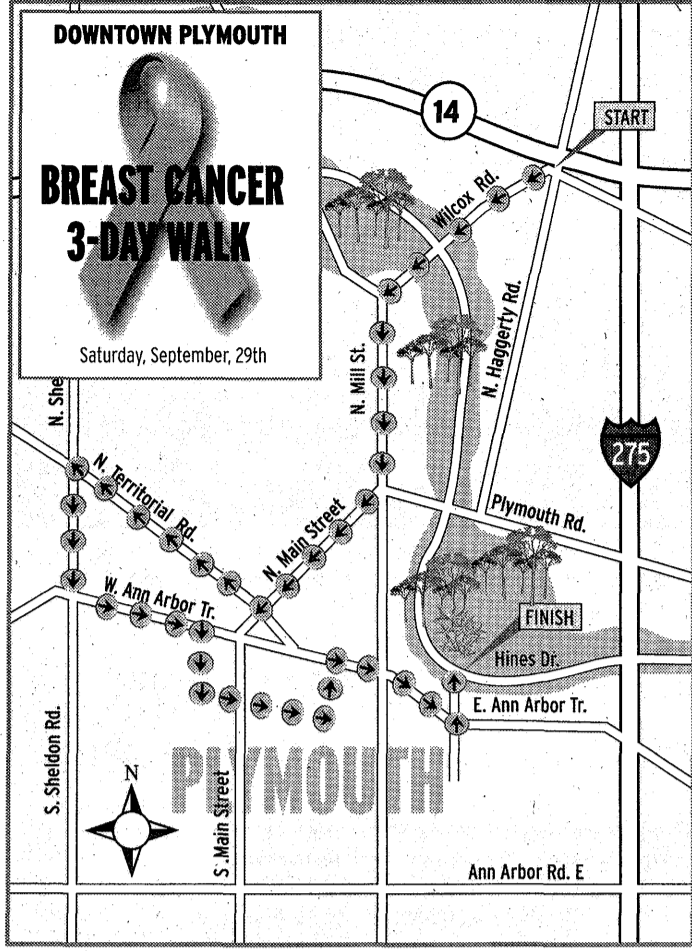 DOWNTOWN PLYMOUTH
BREAST CANCER
3-DAY WALK
Saturday, September, 29th
14
START
Wilcox Rd.
N. Haggerty Rd.
N. Mill St.
N. She
275
N. Territorial Rd.
N. Main Street
Plymouth Rd.
W. Ann Arbor Tr.
FINISH
Hines Dr.
E. Ann Arbor Tr.
S. Sheldon Rd.
N
S. Main Street
PLYMOUTH
Ann Arbor Rd. E